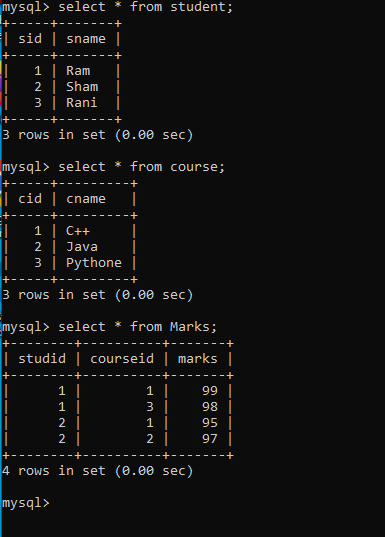 mysql> select * from student;
+-----+-------+
| sid | sname |
+-----+-------+
|   1 | Ram   |
|   2 | Sham  |
|   3 | Rani  |
+-----+-------+
3 rows in set (0.00 sec)
mysql> select * from course;
+-----+---------+
| cid | cname   |
+-----+---------+
|   1 | C++     |
|   2 | Java    |
|   3 | Pythone |
+-----+---------+
3 rows in set (0.00 sec)
mysql> select * from Marks;
+--------+----------+-------+
| studid | courseid | marks |
+--------+----------+-------+
|      1 |        1 |    99 |
|      1 |        3 |    98 |
|      2 |        1 |    95 |
|      2 |        2 |    97 |
+--------+----------+-------+
4 rows in set (0.00 sec)
mysql>